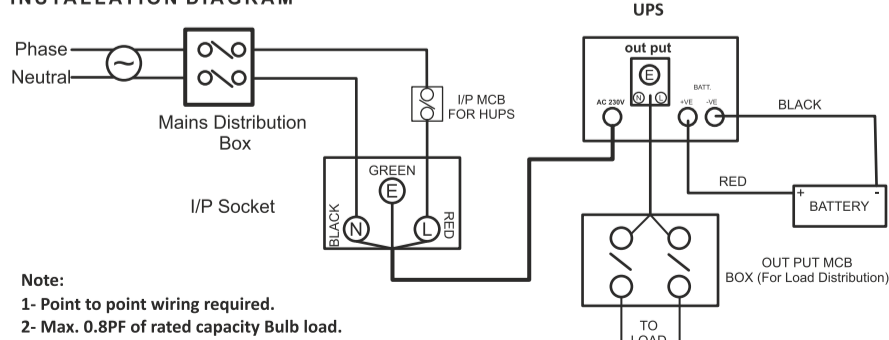 INSTALLATION DIAGRAM
UPS
Phase
Neutral
Mains Distribution
Box
I/P MCB
FOR HUPS
I/P Socket
GREEN
E
BLACK
N
L
RED
out put
E
N L
AC 230V
BATT.
+VE
-VE
BLACK
RED
+ -
BATTERY
OUT PUT MCB
BOX (For Load Distribution)
TO
LOAD
Note:
1- Point to point wiring required.
2- Max. 0.8PF of rated capacity Bulb load.